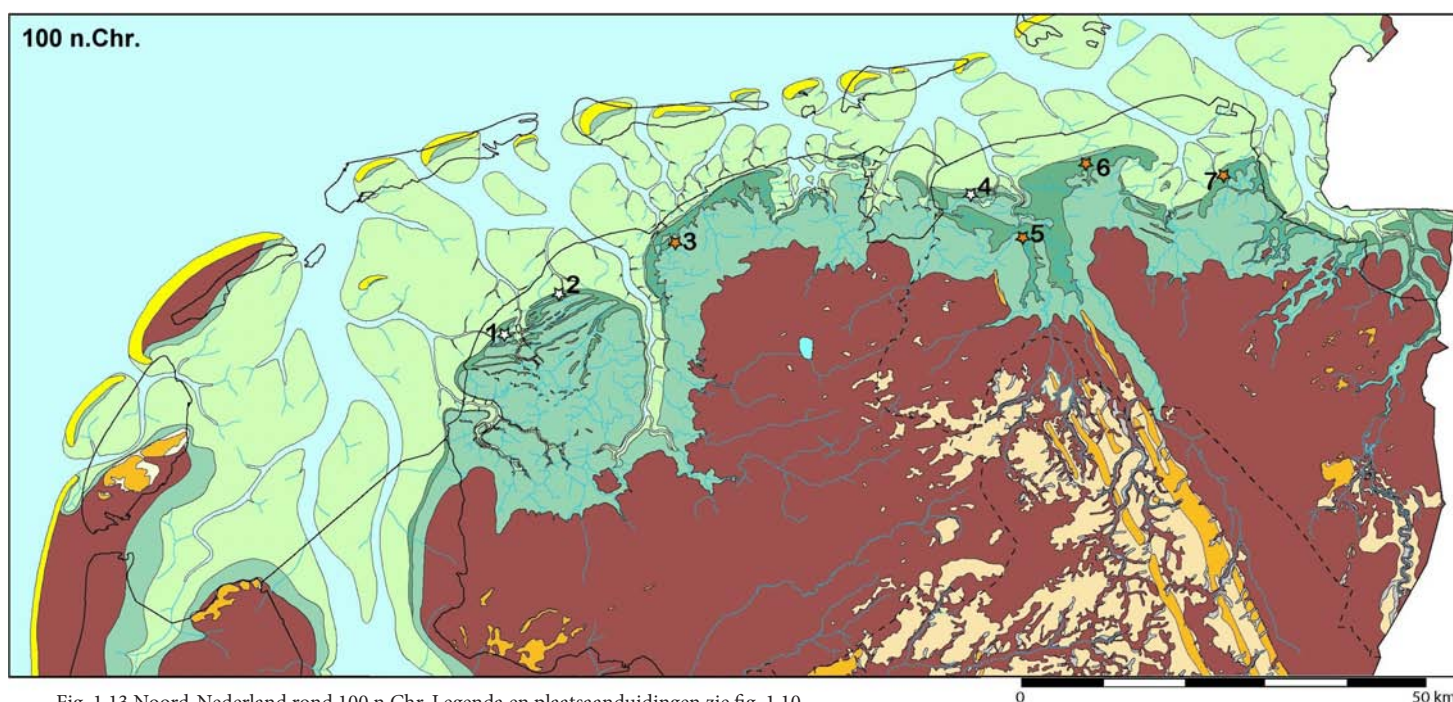 100 n.Chr.
1
2
3
4
5
6
7
Fig. 1.13 Noord-Nederland rond 100 n.Chr. Legenda en plaatsaanduidingen zie fig. 1.10.
0
50 km